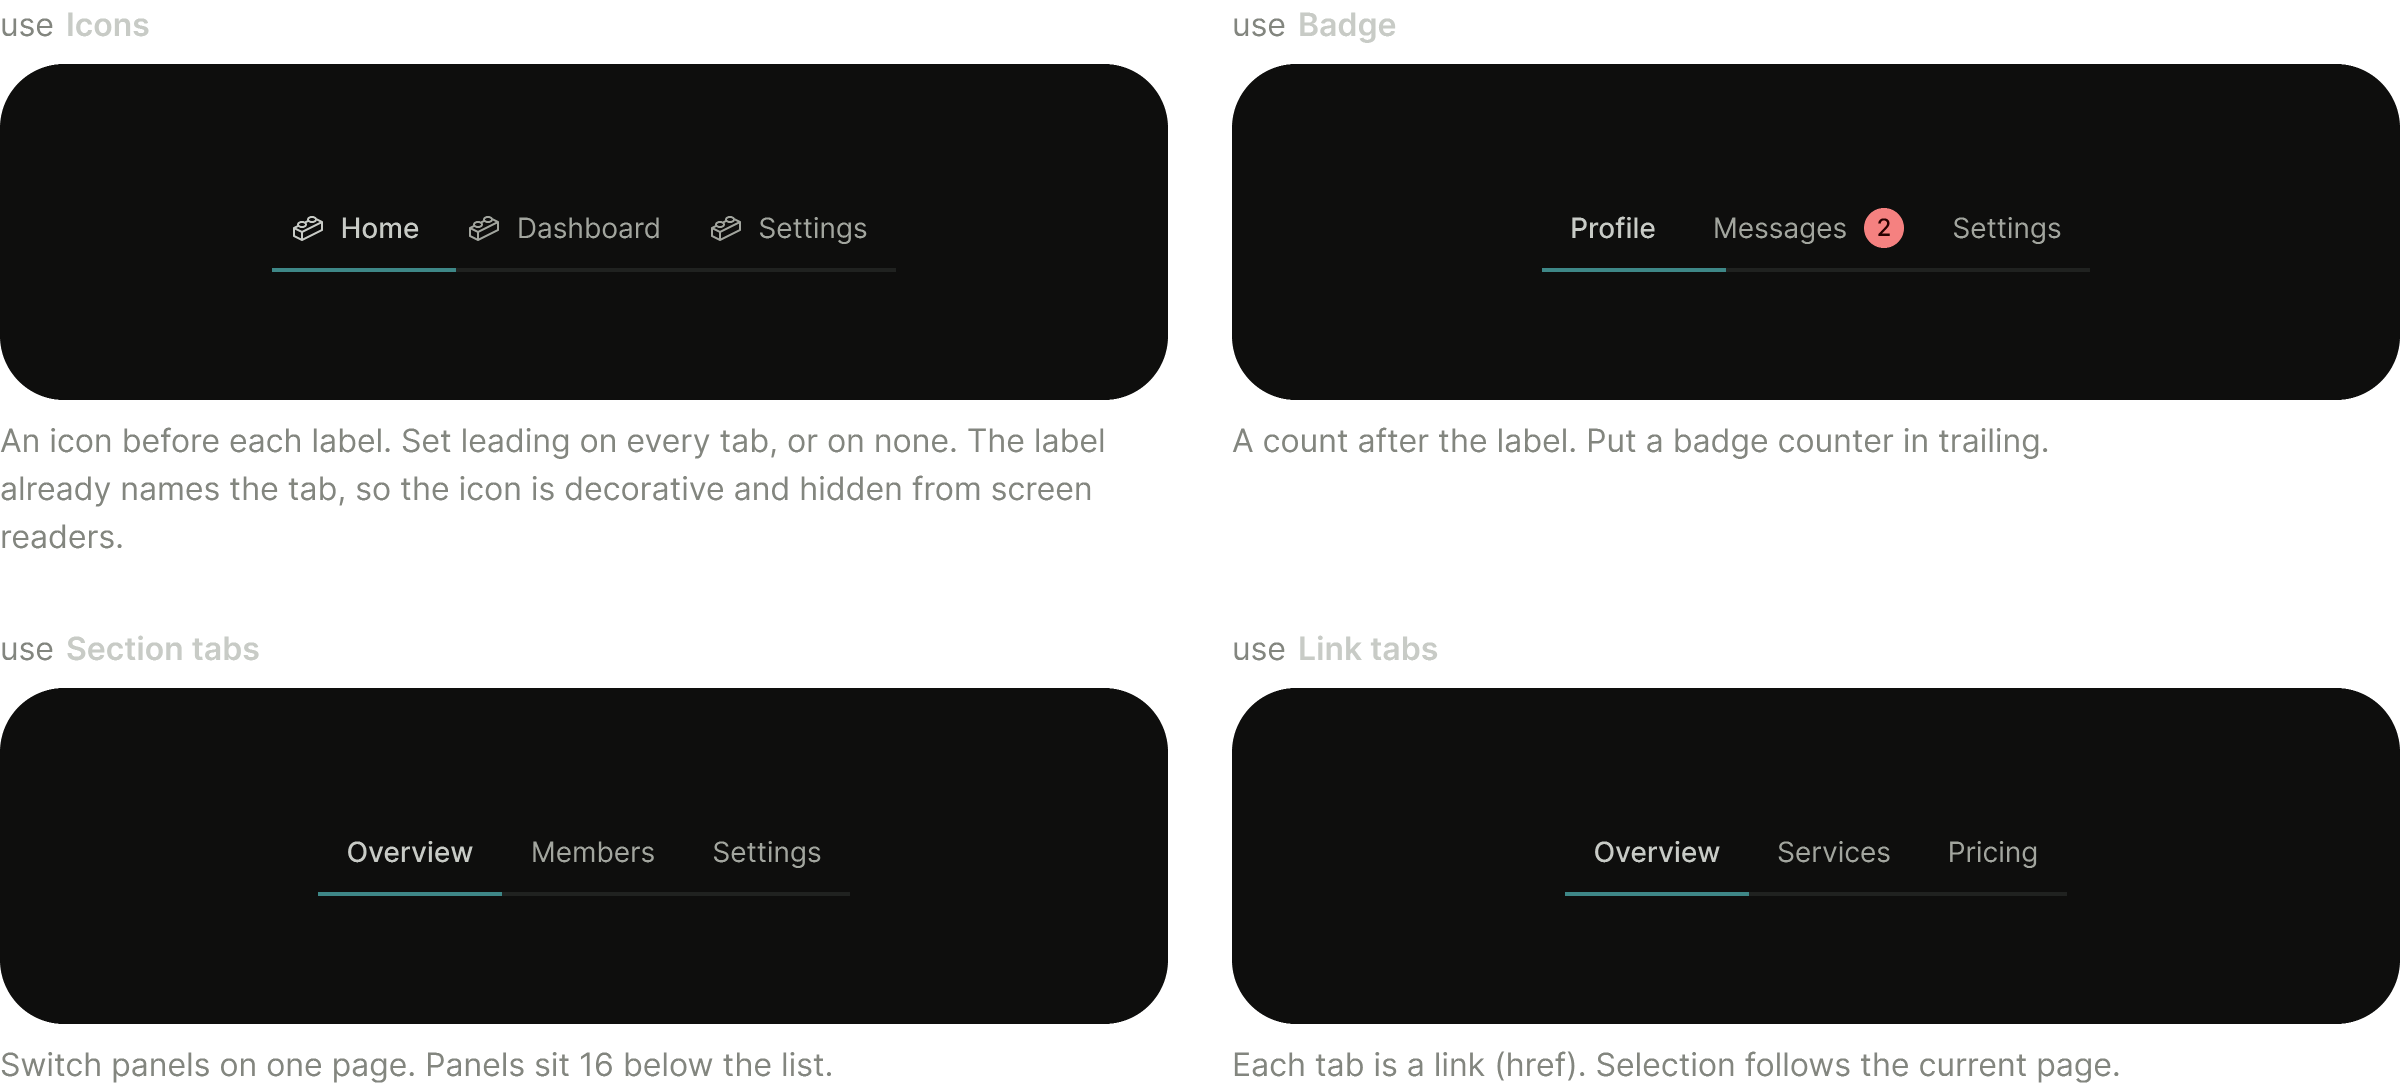 use Icons
use Badge
Home Dashboard Settings
Profile Messages 2 Settings
An icon before each label. Set leading on every tab, or on none. The label
already names the tab, so the icon is decorative and hidden from screen
readers.
A count after the label. Put a badge counter in trailing.
use Section tabs
use Link tabs
Overview Members Settings
Overview Services Pricing
Switch panels on one page. Panels sit 16 below the list.
Each tab is a link (href). Selection follows the current page.